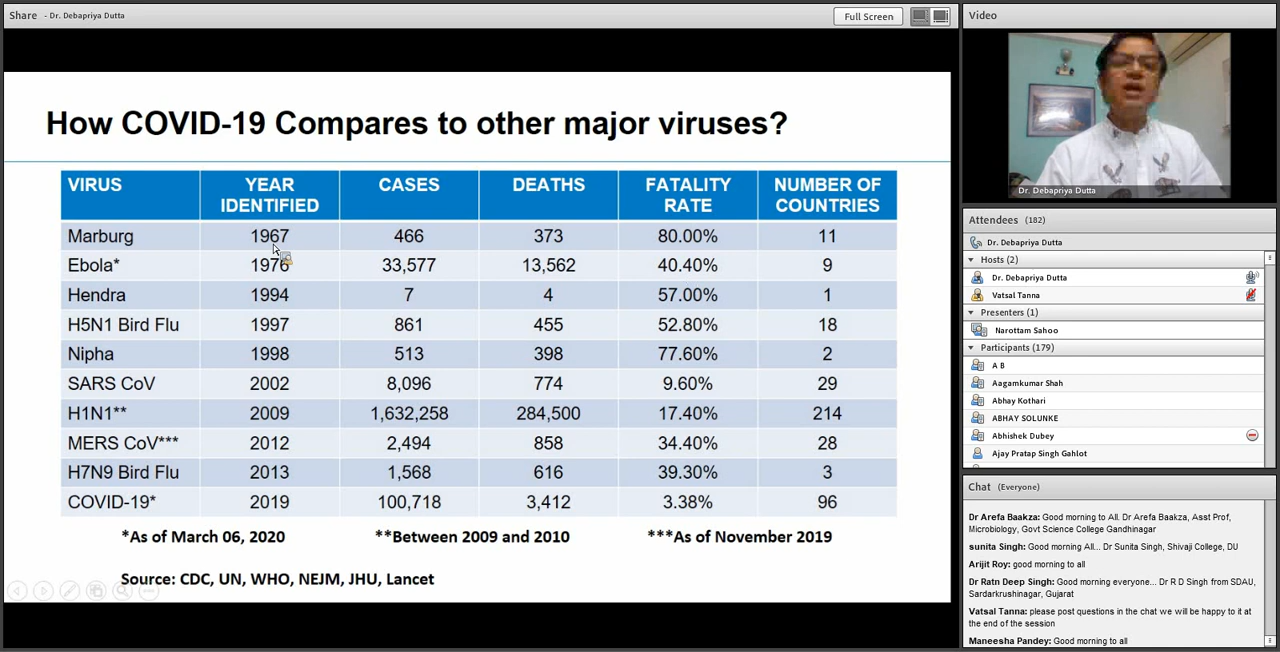 Share - Dr. Debapriya Dutta
Full Screen
How COVID-19 Compares to other major viruses?
VIRUS YEAR IDENTIFIED CASES DEATHS FATALITY RATE NUMBER OF COUNTRIES
Marburg 1967 466 373 80.00% 11
Ebola* 1976 33,577 13,562 40.40% 9
Hendra 1994 7 4 57.00% 1
H5N1 Bird Flu 1997 861 455 52.80% 18
Nipha 1998 513 398 77.60% 2
SARS CoV 2002 8,096 774 9.60% 29
H1N1** 2009 1,632,258 284,500 17.40% 214
MERS CoV*** 2012 2,494 858 34.40% 28
H7N9 Bird Flu 2013 1,568 616 39.30% 3
COVID-19* 2019 100,718 3,412 3.38% 96
*As of March 06, 2020 **Between 2009 and 2010 ***As of November 2019
Source: CDC, UN, WHO, NEJM, JHU, Lancet
Video
Dr. Debapriya Dutta
Attendees (182)
Dr. Debapriya Dutta
Hosts (2)
Dr. Debapriya Dutta
Vatsal Tanna
Presenters (1)
Narottam Sahoo
Participants (179)
A B
Aagamkumar Shah
Abhay Kothari
ABHAY SOLUNKE
Abhishek Dubey
Ajay Pratap Singh Gahlot
Chat (Everyone)
Dr Arefa Baakza: Good morning to All. Dr Arefa Baakza, Asst Prof,
Microbiology, Govt Science College Gandhinagar
sunita Singh: Good morning All... Dr Sunita Singh, Shivaji College, DU
Arijit Roy: good morning to all
Dr Ratn Deep Singh: Good morning everyone... Dr R D Singh from SDAU,
Sardarkrushinagar, Gujarat
Vatsal Tanna: please post questions in the chat we will be happy to it at
the end of the session
Maneesha Pandey: Good morning to all